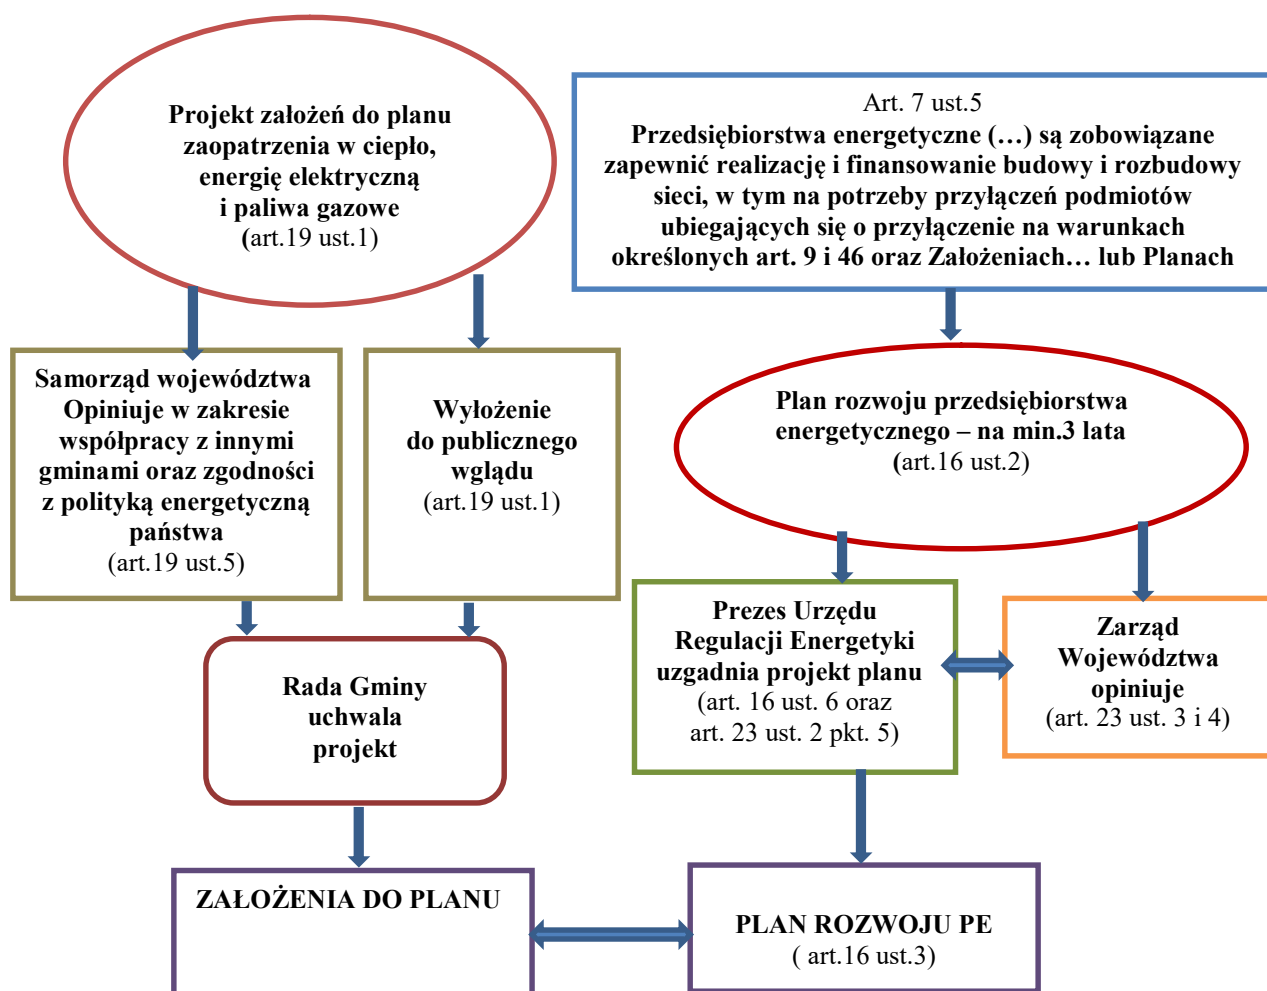 Projekt założeń do planu
zaopatrzenia w ciepło,
energię elektryczną
i paliwa gazowe
(art.19 ust.1)
Art. 7 ust.5
Przedsiębiorstwa energetyczne (…) są zobowiązane
zapewnić realizację i finansowanie budowy i rozbudowy
sieci, w tym na potrzeby przyłączeń podmiotów
ubiegających się o przyłączenie na warunkach
określonych art. 9 i 46 oraz Założeniach… lub Planach
Samorząd województwa
Opiniuje w zakresie
współpracy z innymi
gminami oraz zgodności
z polityką energetyczną
państwa
(art.19 ust.5)
Wyłożenie
do publicznego
wglądu
(art.19 ust.1)
Plan rozwoju przedsiębiorstwa
energetycznego – na min.3 lata
(art.16 ust.2)
Rada Gminy
uchwala
projekt
Prezes Urzędu
Regulacji Energetyki
uzgadnia projekt planu
(art. 16 ust. 6 oraz
art. 23 ust. 2 pkt. 5)
Zarząd
Województwa
opiniuje
(art. 23 ust. 3 i 4)
ZAŁOŻENIA DO PLANU
PLAN ROZWOJU PE
( art.16 ust.3)